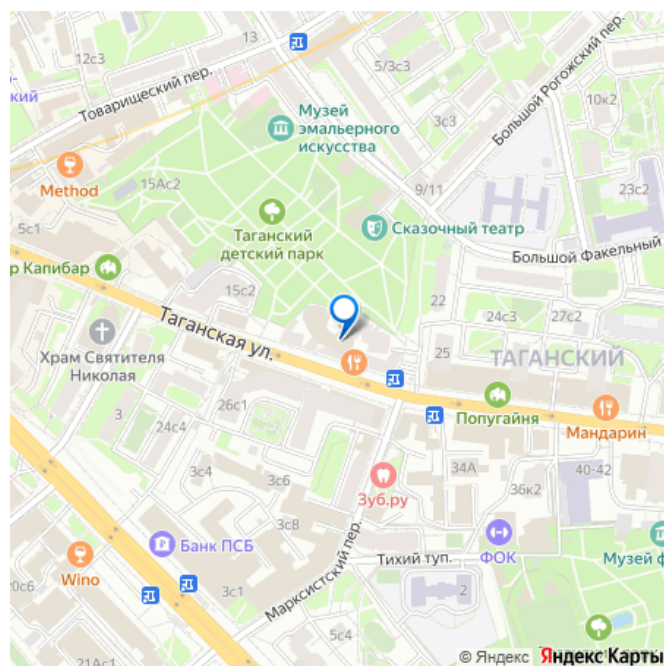 13
5/3с3
Большой Рогожский пер.
Товарищеский пер.
10к2
Музей
эмальерного
искусства
3с3
Method
15Ас2
9/11
23с2
5с1
Таганский
детский парк
Сказочный театр
Большой Факельный
р Капибар
15с2
22
24с3
27с2
Таганская ул.
Храм Святителя
Николая
25
ТАГАНСКИЙ
26с1
Попугайня
3
24с4
Мандарин
3с4
3с6
34А
40-42
Зуб.ру
36к2
3с8
Банк ПСБ
ФОК
Музей ф
Wino
Тихий туп.
20с6
3с1
Марксистский пер.
2
5с4
21Ас1
© Яндекс Яндекс Карты